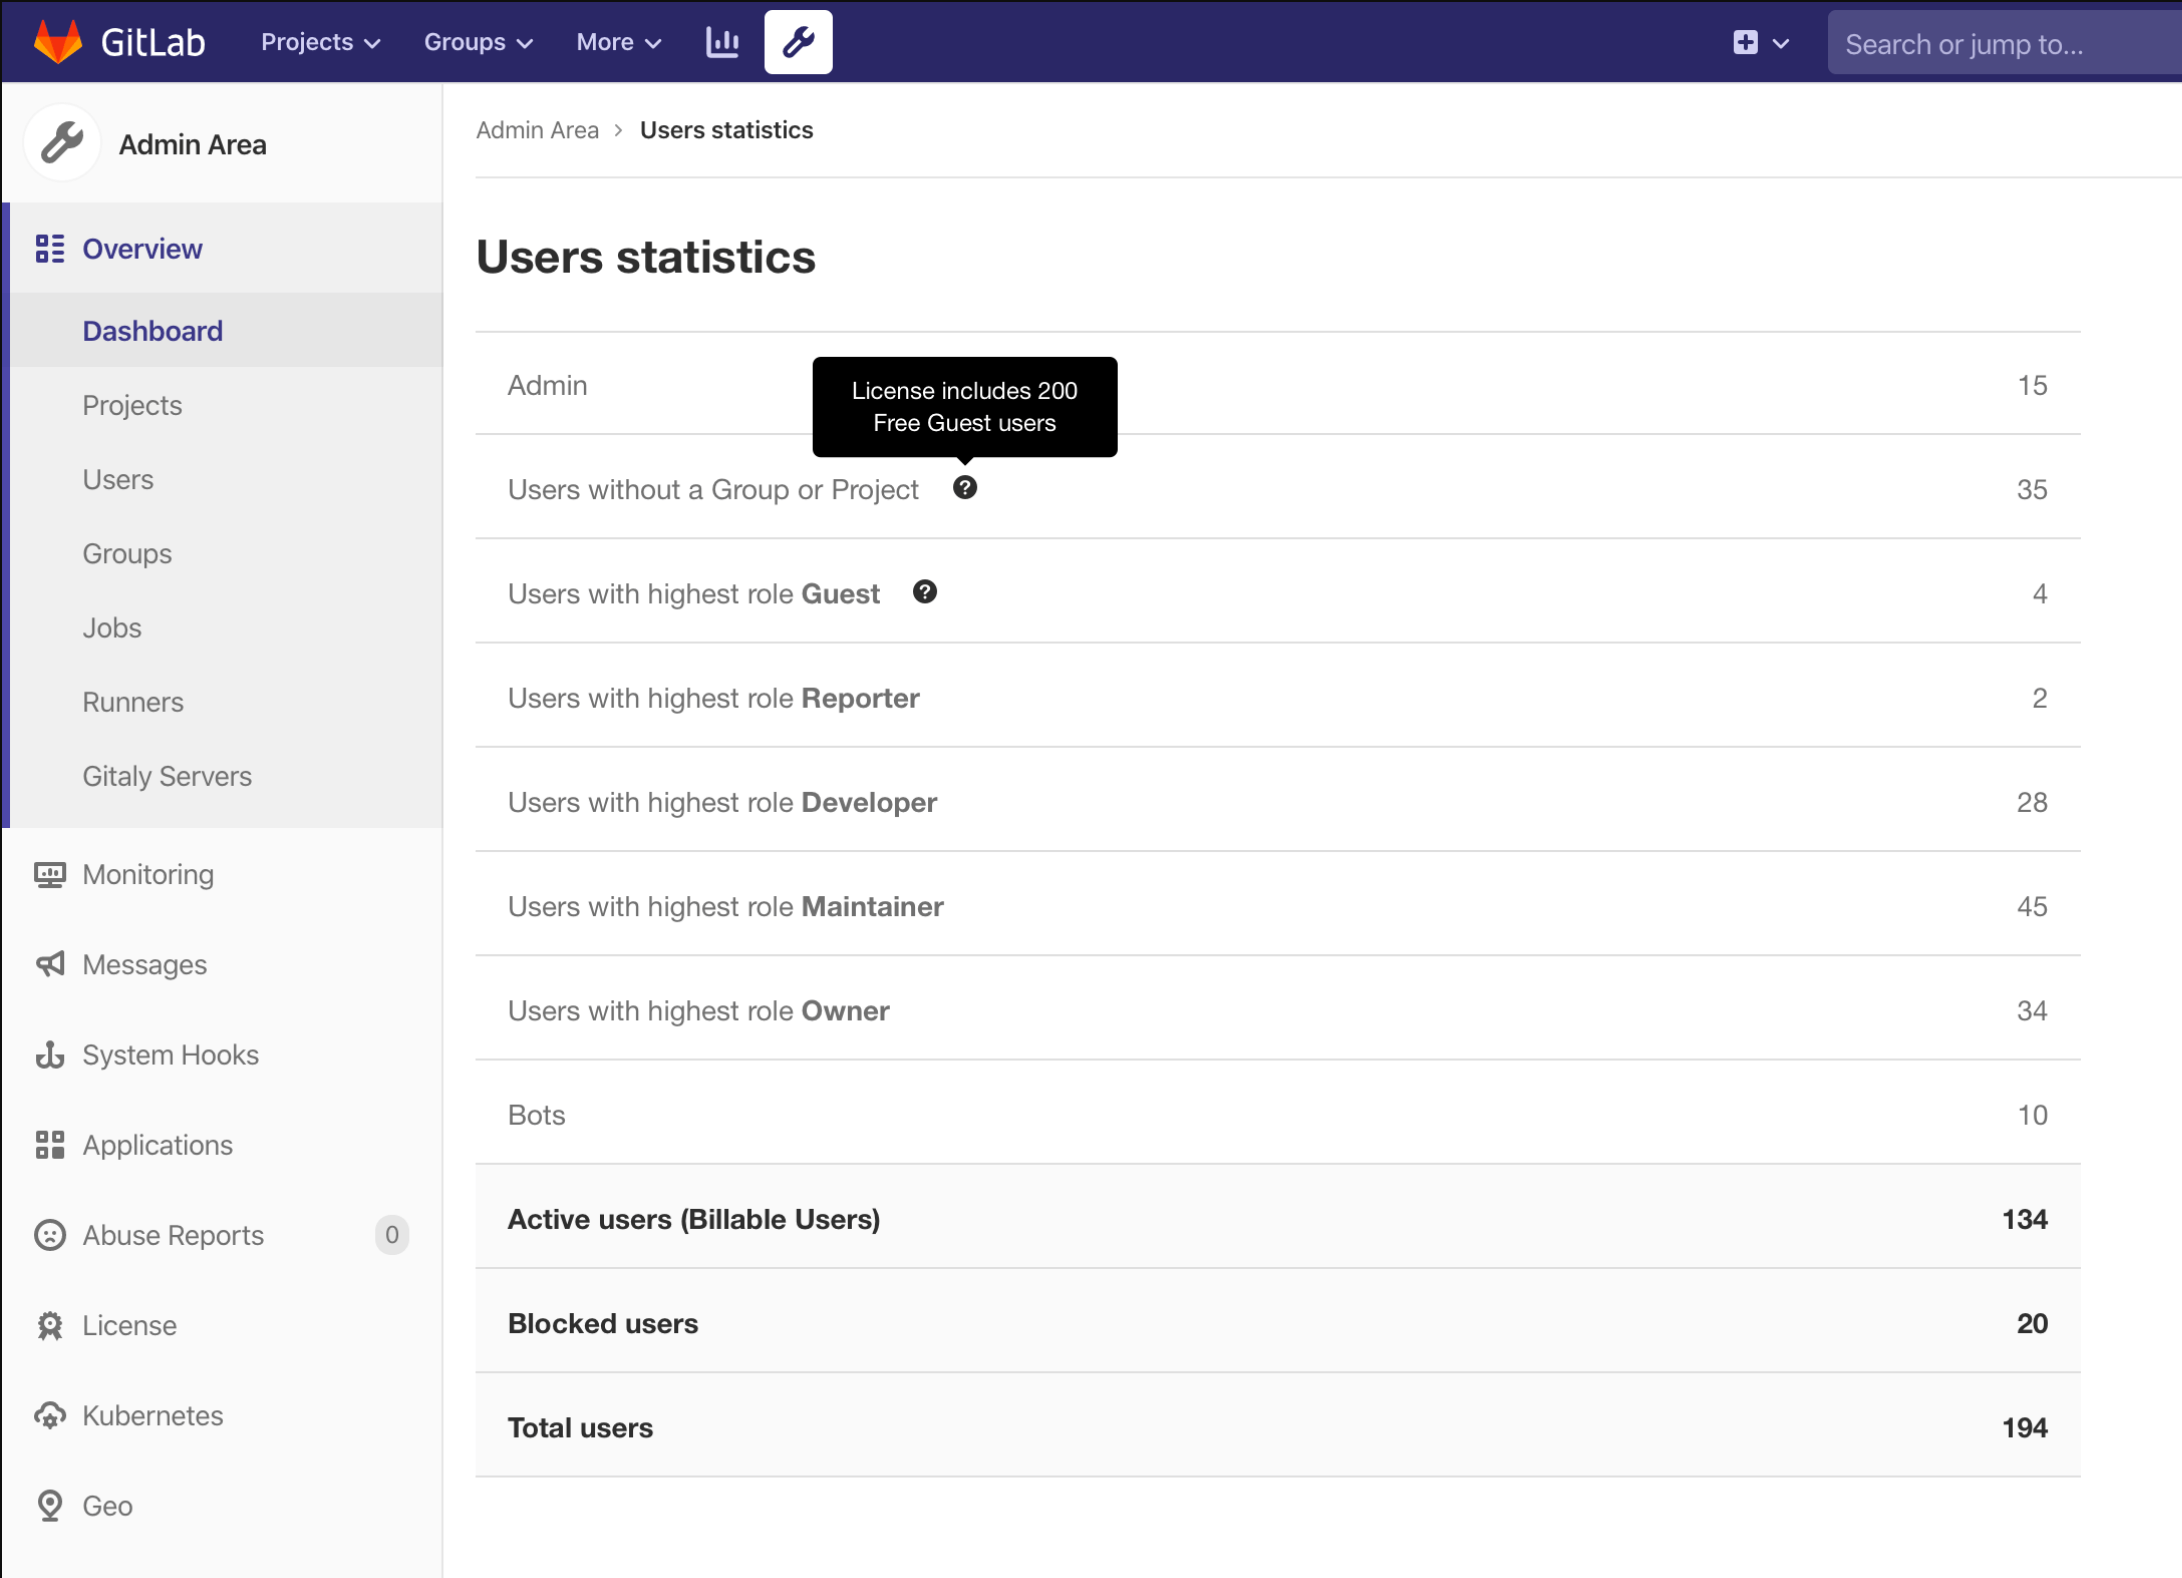 GitLab Projects Groups More Search or jump to...
Admin Area
Overview
Dashboard
Projects
Users
Groups
Jobs
Runners
Gitaly Servers
Monitoring
Messages
System Hooks
Applications
Abuse Reports 0
License
Kubernetes
Geo
Admin Area > Users statistics
Users statistics
Admin 15
License includes 200
Free Guest users
Users without a Group or Project ? 35
Users with highest role Guest ? 4
Users with highest role Reporter 2
Users with highest role Developer 28
Users with highest role Maintainer 45
Users with highest role Owner 34
Bots 10
Active users (Billable Users) 134
Blocked users 20
Total users 194